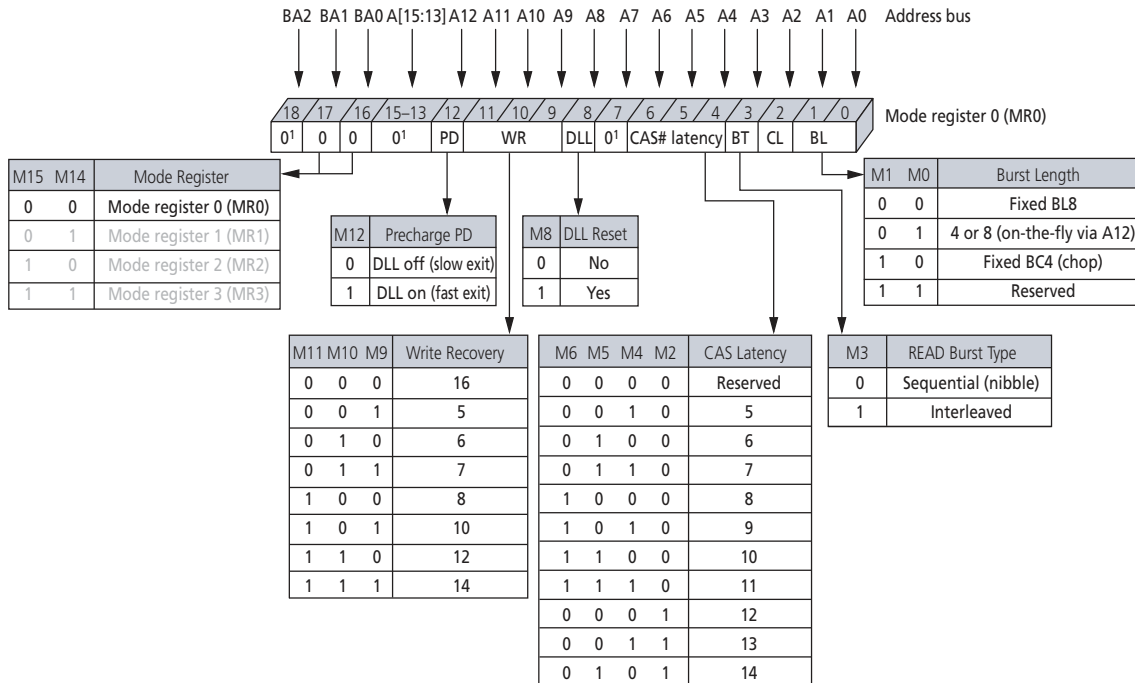 BA2 BA1 BA0 A[15:13] A12 A11 A10 A9 A8 A7 A6 A5 A4 A3 A2 A1 A0 Address bus
18 17 16 15–13 12 11 10 9 8 7 6 5 4 3 2 1 0 Mode register 0 (MR0)
0¹ 0 0 0¹ PD WR DLL 0¹ CAS# latency BT CL BL
M15 M14 Mode Register
0 0 Mode register 0 (MR0)
0 1 Mode register 1 (MR1)
1 0 Mode register 2 (MR2)
1 1 Mode register 3 (MR3)
M12 Precharge PD
0 DLL off (slow exit)
1 DLL on (fast exit)
M8 DLL Reset
0 No
1 Yes
M1 M0 Burst Length
0 0 Fixed BL8
0 1 4 or 8 (on-the-fly via A12)
1 0 Fixed BC4 (chop)
1 1 Reserved
M11 M10 M9 Write Recovery
0 0 0 16
0 0 1 5
0 1 0 6
0 1 1 7
1 0 0 8
1 0 1 10
1 1 0 12
1 1 1 14
M6 M5 M4 M2 CAS Latency
0 0 0 0 Reserved
0 0 1 0 5
0 1 0 0 6
0 1 1 0 7
1 0 0 0 8
1 0 1 0 9
1 1 0 0 10
1 1 1 0 11
0 0 0 1 12
0 0 1 1 13
0 1 0 1 14
M3 READ Burst Type
0 Sequential (nibble)
1 Interleaved